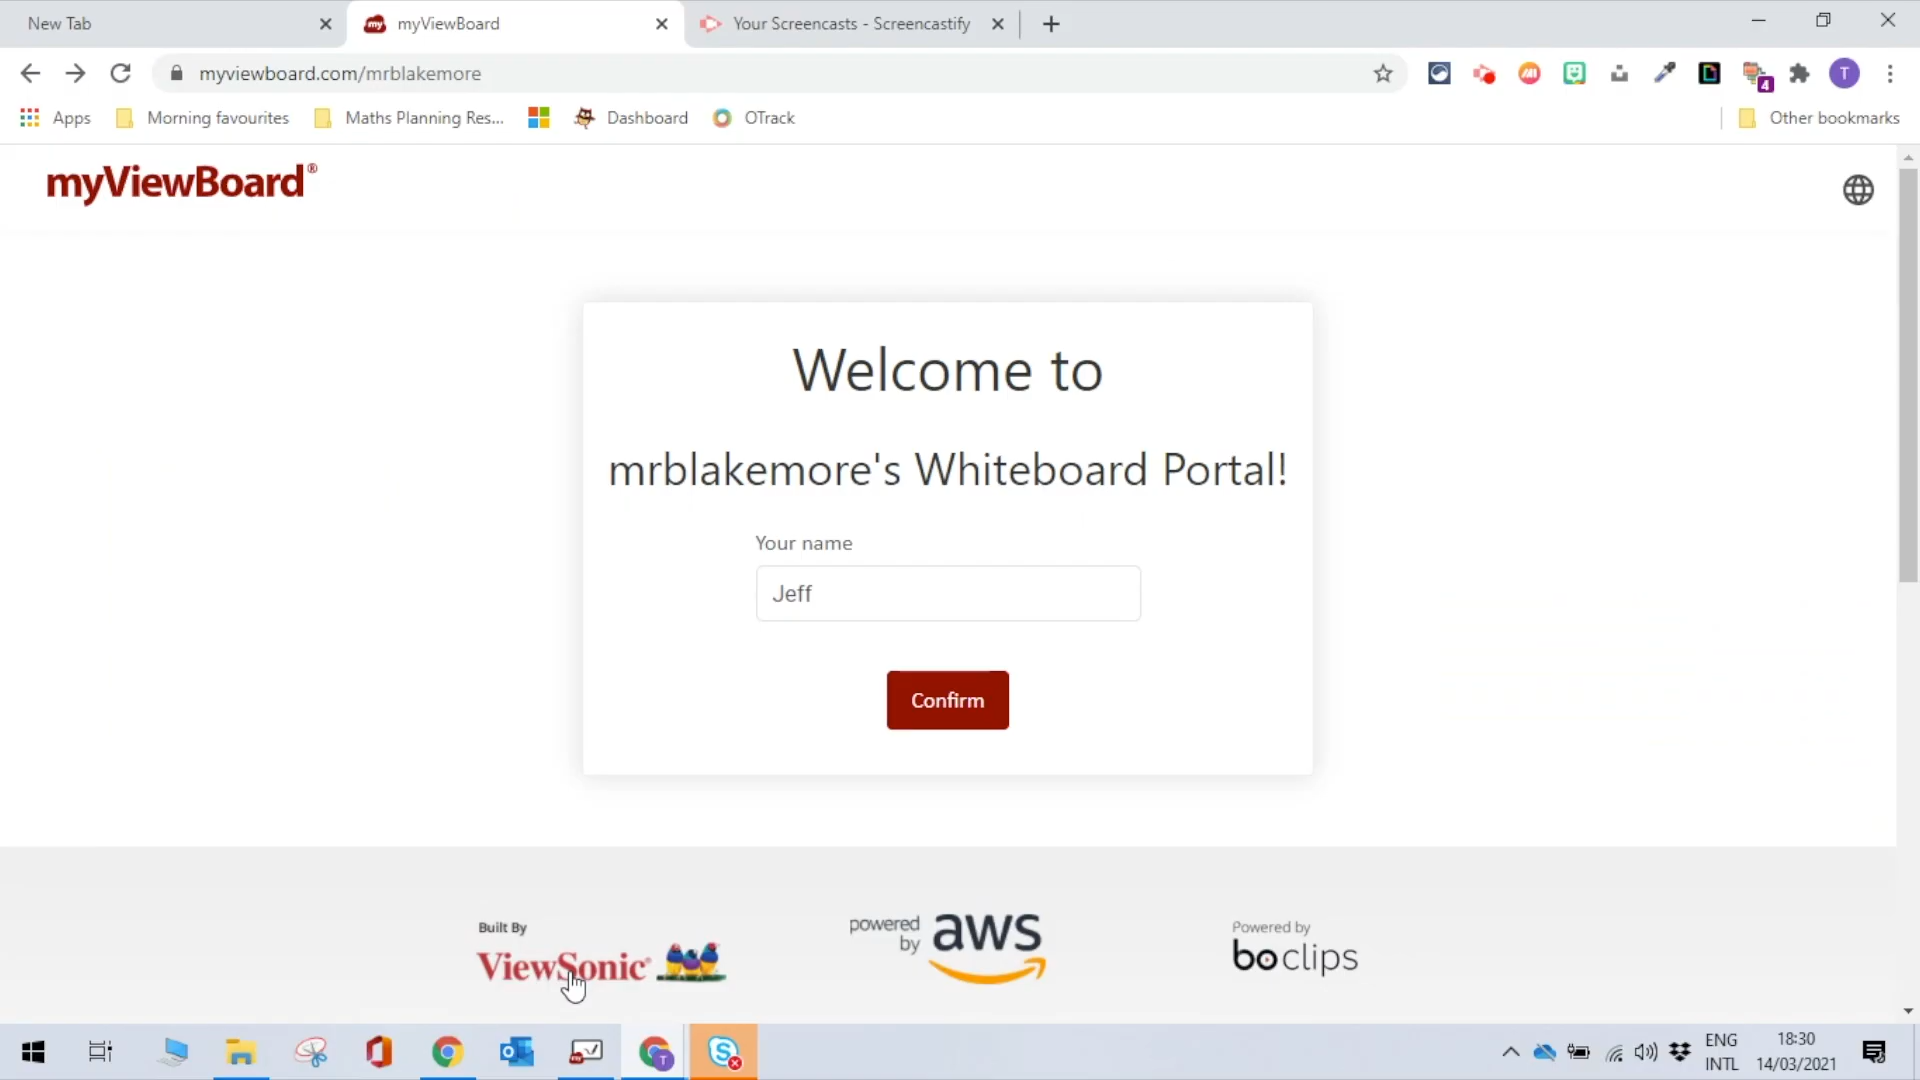 New Tab
myViewBoard
Your Screencasts - Screencastify
myviewboard.com/mrblakemore
T
4
Apps
Morning favourites
Maths Planning Res...
Dashboard
OTrack
Other bookmarks
myViewBoard®
Welcome to
mrblakemore's Whiteboard Portal!
Your name
Jeff
Confirm
Built By
ViewSonic®
powered by
aws
Powered by
boclips
ENG
INTL
18:30
14/03/2021